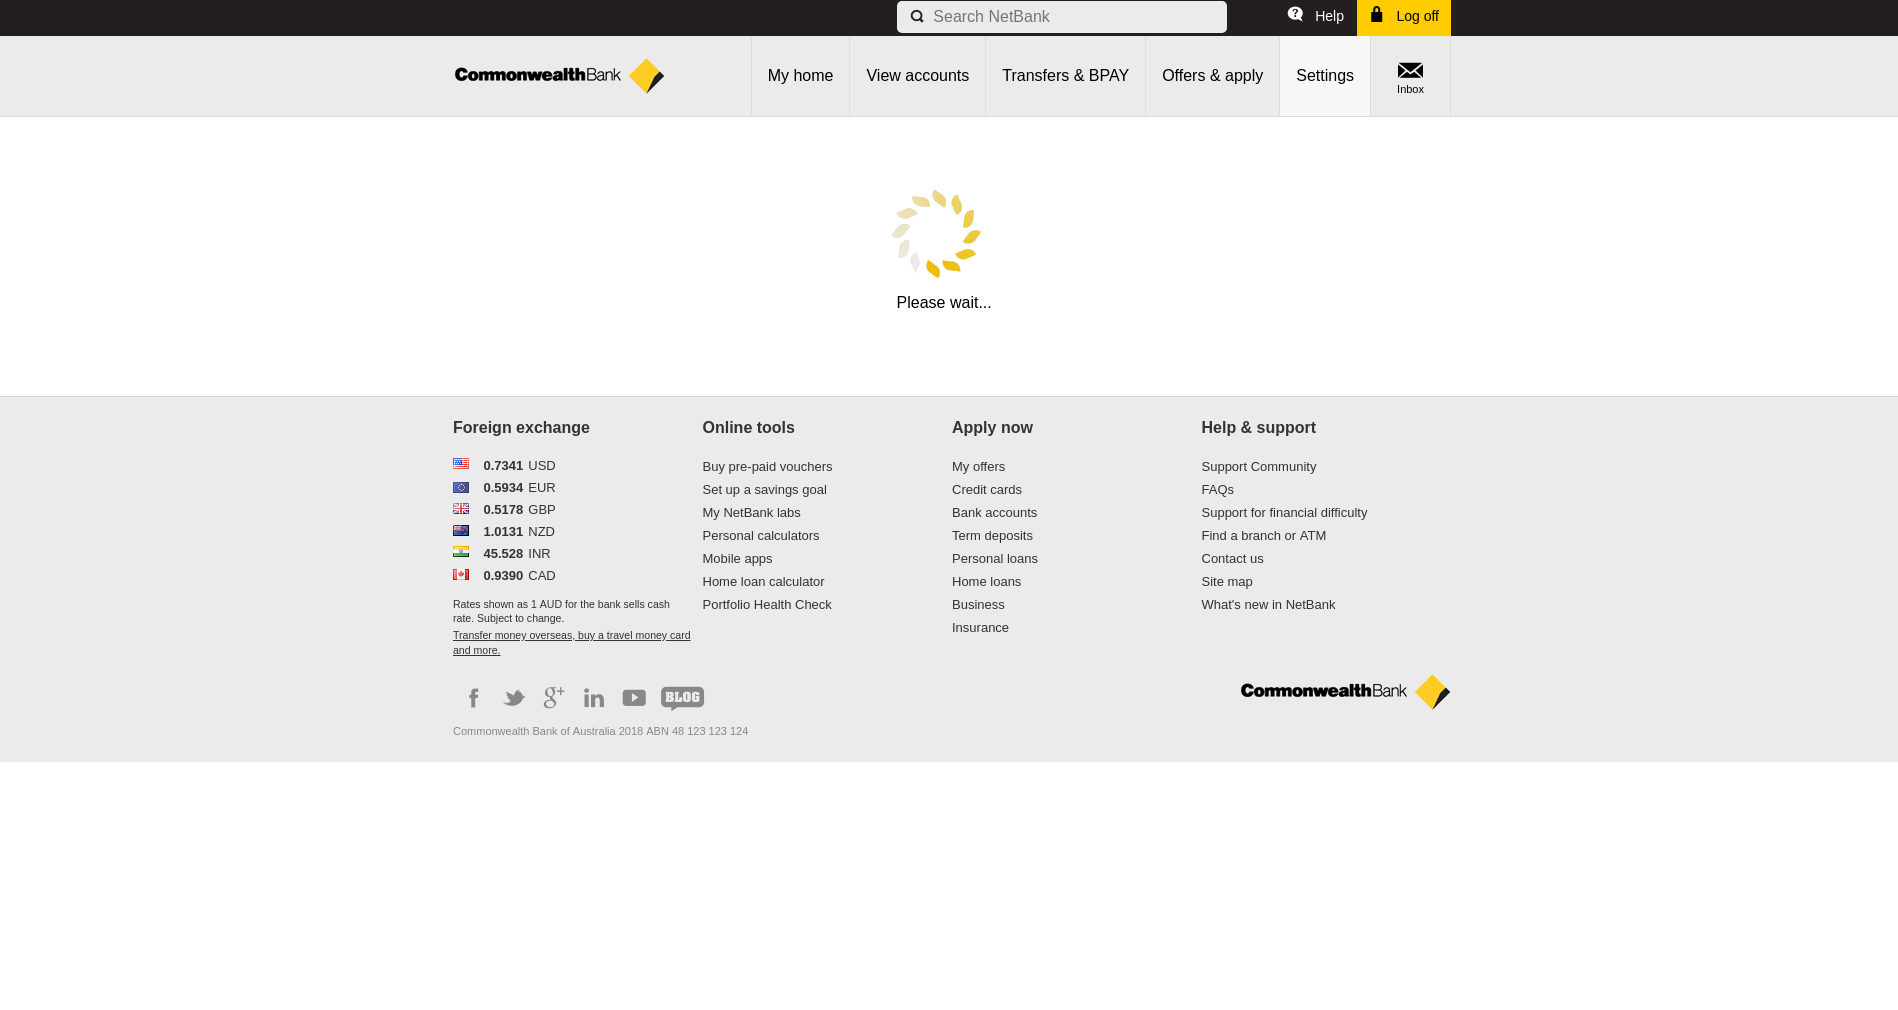 Search NetBank
Help
Log off
CommonwealthBank
My home
View accounts
Transfers & BPAY
Offers & apply
Settings
Inbox
Please wait...
Foreign exchange
0.7341 USD
0.5934 EUR
0.5178 GBP
1.0131 NZD
45.528 INR
0.9390 CAD
Rates shown as 1 AUD for the bank sells cash
rate. Subject to change.
Transfer money overseas, buy a travel money card
and more.
Online tools
Buy pre-paid vouchers
Set up a savings goal
My NetBank labs
Personal calculators
Mobile apps
Home loan calculator
Portfolio Health Check
Apply now
My offers
Credit cards
Bank accounts
Term deposits
Personal loans
Home loans
Business
Insurance
Help & support
Support Community
FAQs
Support for financial difficulty
Find a branch or ATM
Contact us
Site map
What's new in NetBank
f
g+
in
BLOG
CommonwealthBank
Commonwealth Bank of Australia 2018 ABN 48 123 123 124